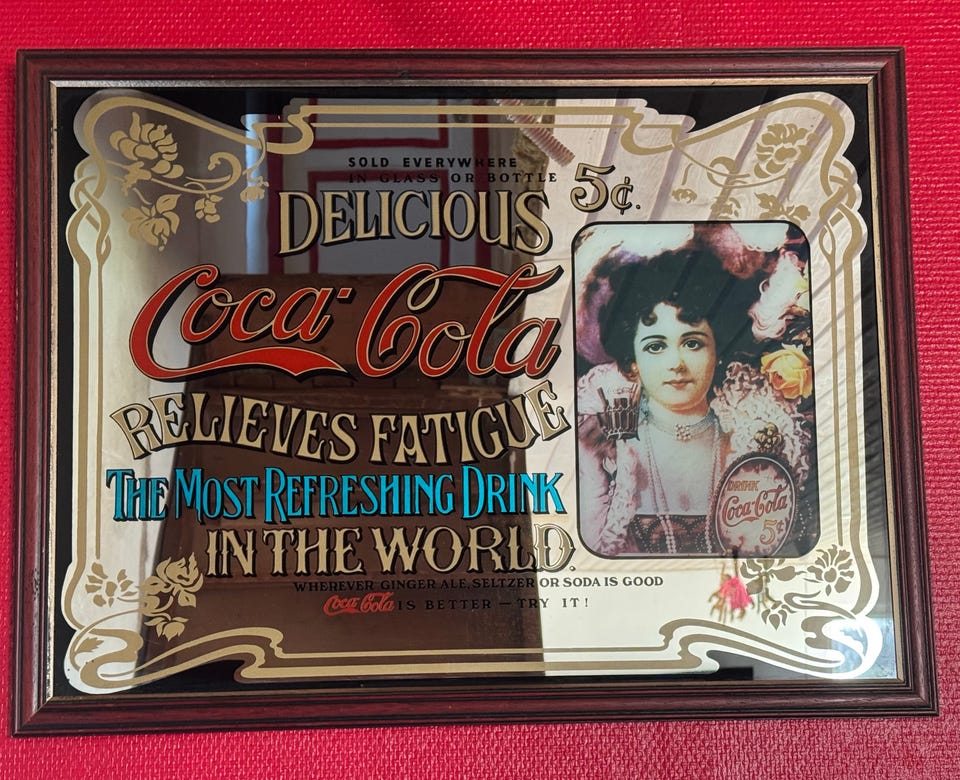 SOLD EVERYWHERE
IN GLASS OR BOTTLE
5¢.
DELICIOUS
Coca-Cola
RELIEVES FATIGUE
THE MOST REFRESHING DRINK
IN THE WORLD.
WHEREVER GINGER ALE, SELTZER OR SODA IS GOOD
Coca-Cola IS BETTER — TRY IT!
DRINK
Coca-Cola
5¢